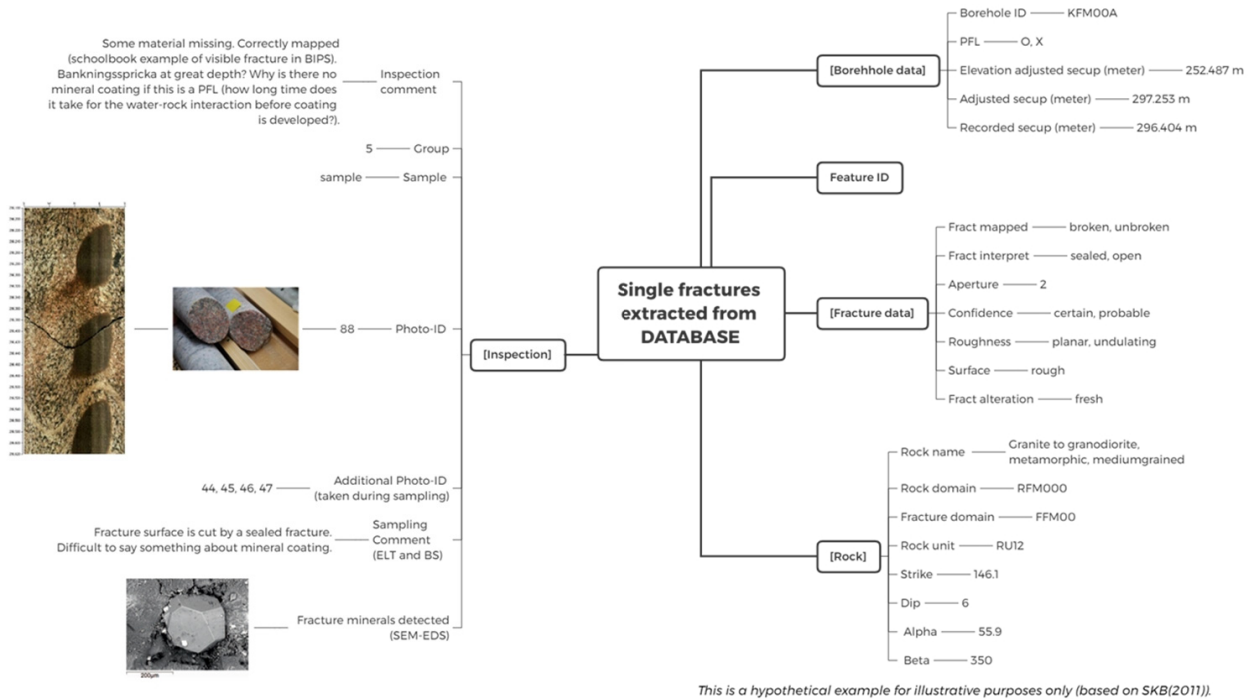 Some material missing. Correctly mapped
(schoolbook example of visible fracture in BIPS).
Bankningsspricka at great depth? Why is there no
mineral coating if this is a PFL (how long time does
it take for the water-rock interaction before coating
is developed?).
Inspection
comment
5
Group
sample
Sample
88
Photo-ID
[Inspection]
44, 45, 46, 47
Additional Photo-ID
(taken during sampling)
Fracture surface is cut by a sealed fracture.
Difficult to say something about mineral coating.
Sampling
Comment
(ELT and BS)
Fracture minerals detected
(SEM-EDS)
200µm
Single fractures
extracted from
DATABASE
[Borehhole data]
Borehole ID
KFM00A
PFL
O, X
Elevation adjusted secup (meter)
252.487 m
Adjusted secup (meter)
297.253 m
Recorded secup (meter)
296.404 m
Feature ID
[Fracture data]
Fract mapped
broken, unbroken
Fract interpret
sealed, open
Aperture
2
Confidence
certain, probable
Roughness
planar, undulating
Surface
rough
Fract alteration
fresh
[Rock]
Rock name
Granite to granodiorite,
metamorphic, mediumgrained
Rock domain
RFM000
Fracture domain
FFM00
Rock unit
RU12
Strike
146.1
Dip
6
Alpha
55.9
Beta
350
This is a hypothetical example for illustrative purposes only (based on SKB(2011)).